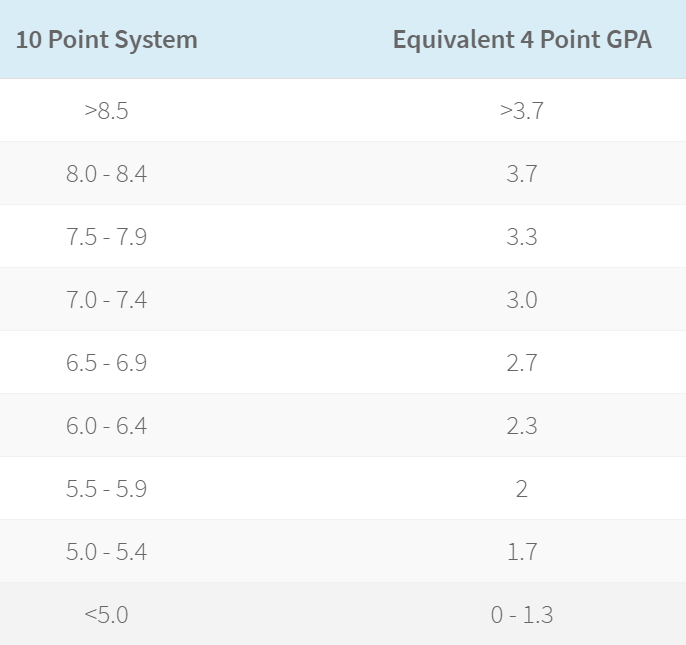 10 Point System Equivalent 4 Point GPA
>8.5 >3.7
8.0 - 8.4 3.7
7.5 - 7.9 3.3
7.0 - 7.4 3.0
6.5 - 6.9 2.7
6.0 - 6.4 2.3
5.5 - 5.9 2
5.0 - 5.4 1.7
<5.0 0 - 1.3